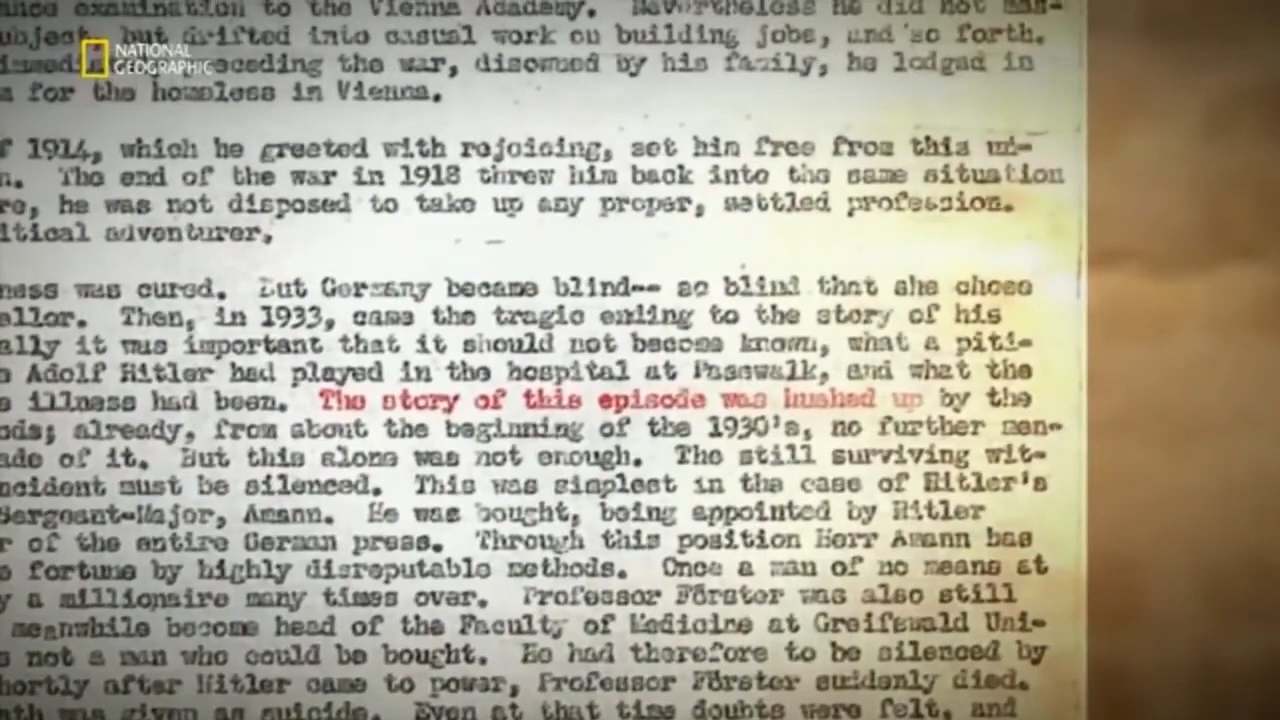 examination to the Vienna Academy. Nevertheless he did not
but drifted into casual work on building jobs, and so forth.
NATIONAL
GEOGRAPHIC
preceding the war, disowned by his family, he lodged in
for the homeless in Vienna.
f 1914, which he greeted with rejoicing, set him free from this
n. The end of the war in 1918 threw him back into the same situation
re, he was not disposed to take up any proper, settled profession.
itical adventurer,
ness was cured. But Germany became blind-- so blind that she chose
ellor. Then, in 1933, came the tragic ending to the story of his
ally it was important that it should not become known, what a piti-
Adolf Hitler had played in the hospital at Pasewalk, and what the
illness had been. The story of this episode was hushed up by the
ods; already, from about the beginning of the 1930's, no further men-
ade of it. But this alone was not enough. The still surviving wit-
ncident must be silenced. This was simplest in the case of Hitler's
Sergeant-Major, Amann. He was bought, being appointed by Hitler
r of the entire German press. Through this position Herr Amann has
fortune by highly disreputable methods. Once a man of no means at
y a millionaire many times over. Professor Förster was also still
meanwhile become head of the Faculty of Medicine at Greifswald Uni-
s not a man who could be bought. He had therefore to be silenced by
hortly after Hitler came to power, Professor Förster suddenly died.
ath was given as suicide. Even at that time doubts were felt, and